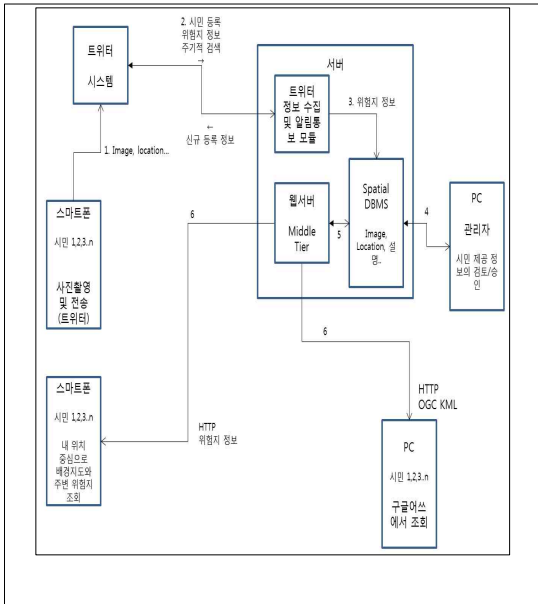 트위터
시스템
2. 시민 등록
위험지 정보
주기적 검색
→
←
신규 등록 정보
1. Image, location...
서버
트위터
정보 수집
및 알림통
보 모듈
3. 위험지 정보
웹서버
Middle
Tier
5
Spatial
DBMS
Image,
Location, 설
명..
4
PC
관리자
시민 제공 정
보의 검토/승
인
스마트폰
시민 1,2,3..n
사진촬영
및 전송
(트위터)
6
6
스마트폰
시민 1,2,3..n
내 위치
중심으로
배경지도와
주변 위험지
조회
HTTP
위험지 정보
HTTP
OGC KML
PC
시민 1,2,3..n
구글어쓰
에서 조회